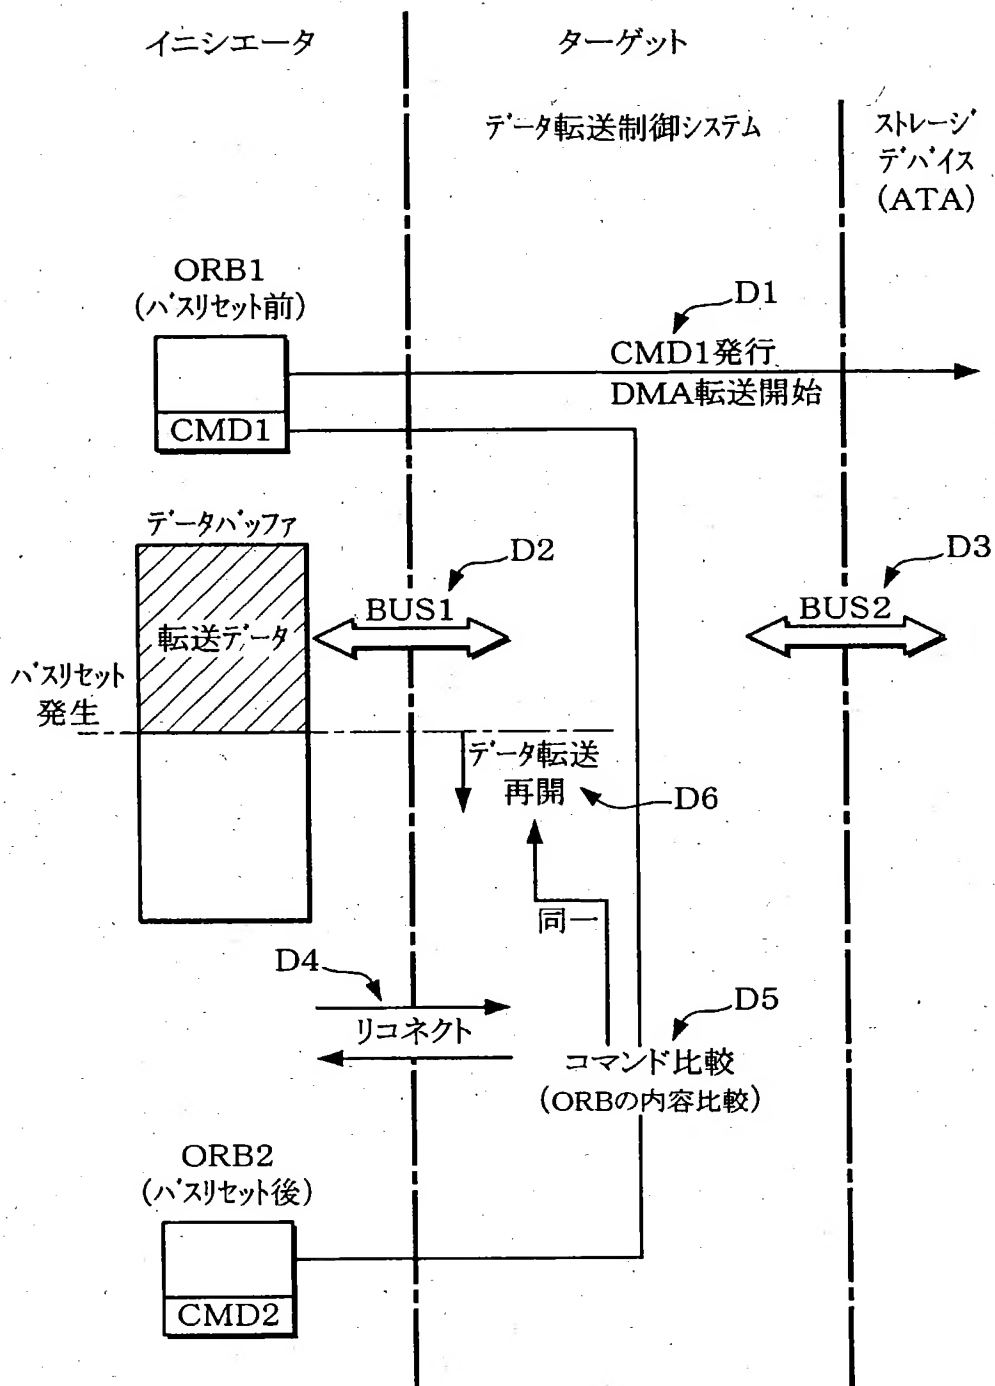 イニシエータ
ターゲット
データ転送制御システム
ストレージ
デバイス
(ATA)
ORB1
(バスリセット前)
D1
CMD1発行
DMA転送開始
CMD1
データバッファ
D2
D3
BUS1
BUS2
転送データ
バスリセット
発生
データ転送
再開
D6
同一
D4
D5
リコネクト
コマンド比較
(ORBの内容比較)
ORB2
(バスリセット後)
CMD2